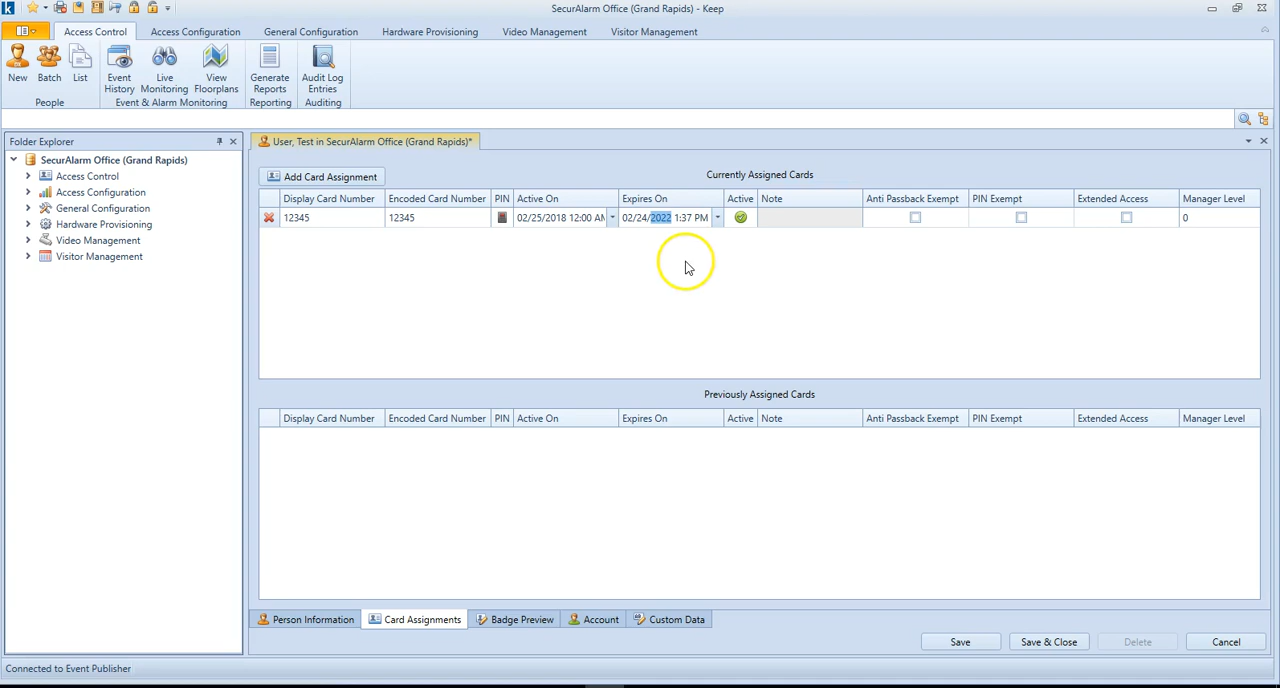 SecurAlarm Office (Grand Rapids) - Keep
Access Control Access Configuration General Configuration Hardware Provisioning Video Management Visitor Management
New Batch List Event History Live Monitoring View Floorplans Generate Reports Audit Log Entries
People Event & Alarm Monitoring Reporting Auditing
Folder Explorer
SecurAlarm Office (Grand Rapids)
Access Control
Access Configuration
General Configuration
Hardware Provisioning
Video Management
Visitor Management
User, Test in SecurAlarm Office (Grand Rapids)*
Add Card Assignment Currently Assigned Cards
Display Card Number Encoded Card Number PIN Active On Expires On Active Note Anti Passback Exempt PIN Exempt Extended Access Manager Level
12345 12345 02/25/2018 12:00 AM 02/24/2022 1:37 PM 0
Previously Assigned Cards
Display Card Number Encoded Card Number PIN Active On Expires On Active Note Anti Passback Exempt PIN Exempt Extended Access Manager Level
Person Information Card Assignments Badge Preview Account Custom Data
Save Save & Close Delete Cancel
Connected to Event Publisher